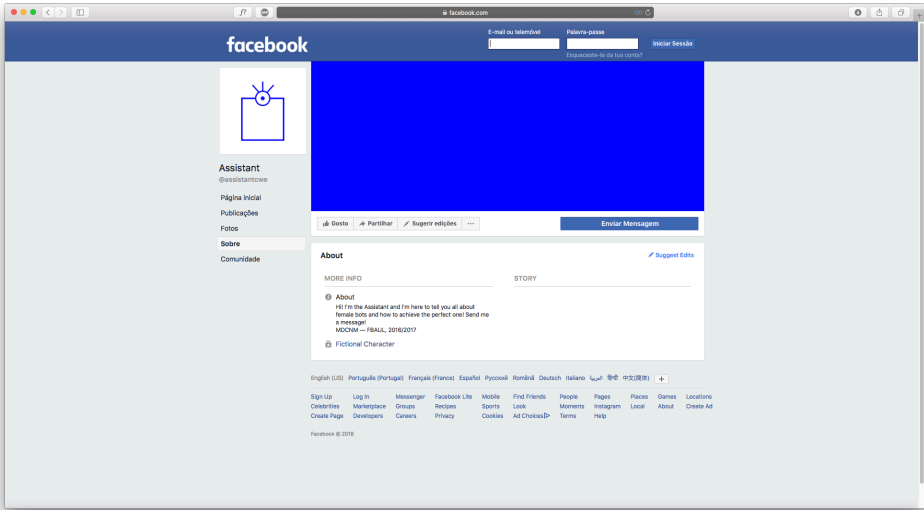 facebook.com
facebook
E-mail ou telemóvel
Palavra-passe
Iniciar Sessão
Esqueceste-te da tua conta?
Assistant
@assistantcwe
Página inicial
Publicações
Fotos
Sobre
Comunidade
Gosto
Partilhar
Sugerir edições
Enviar Mensagem
About
Suggest Edits
MORE INFO
STORY
About
Hi! I'm the Assistant and I'm here to tell you all about
female bots and how to achieve the perfect one! Send me
a message!
MDCNM — FBAUL, 2016/2017
Fictional Character
English (US) Português (Portugal) Français (France) Español Русский Română Deutsch Italiano العربية हिन्दी 中文(简体)
Sign Up Log In Messenger Facebook Lite Mobile Find Friends People Pages Places Games Locations
Celebrities Marketplace Groups Recipes Sports Look Moments Instagram Local About Create Ad
Create Page Developers Careers Privacy Cookies Ad Choices Terms Help
Facebook © 2018